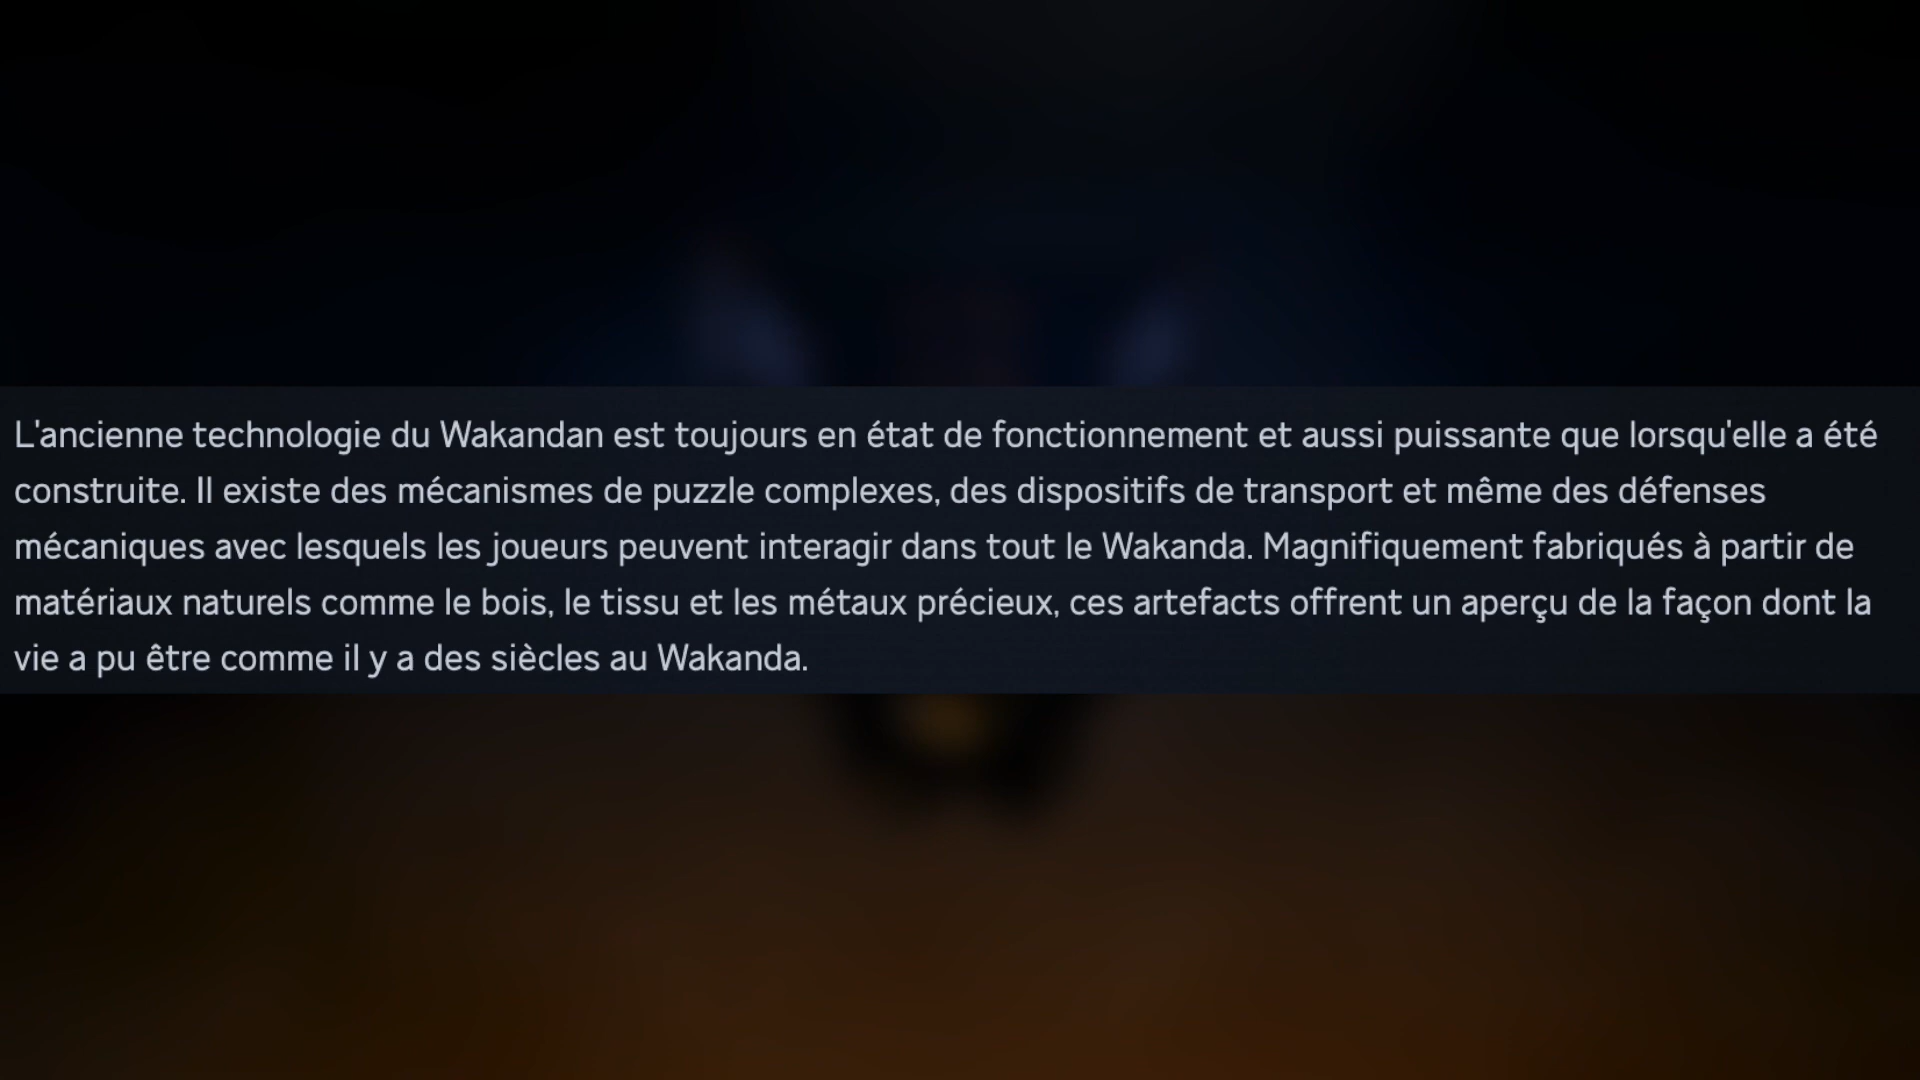 L'ancienne technologie du Wakandan est toujours en état de fonctionnement et aussi puissante que lorsqu'elle a été
construite. Il existe des mécanismes de puzzle complexes, des dispositifs de transport et même des défenses
mécaniques avec lesquels les joueurs peuvent interagir dans tout le Wakanda. Magnifiquement fabriqués à partir de
matériaux naturels comme le bois, le tissu et les métaux précieux, ces artefacts offrent un aperçu de la façon dont la
vie a pu être comme il y a des siècles au Wakanda.